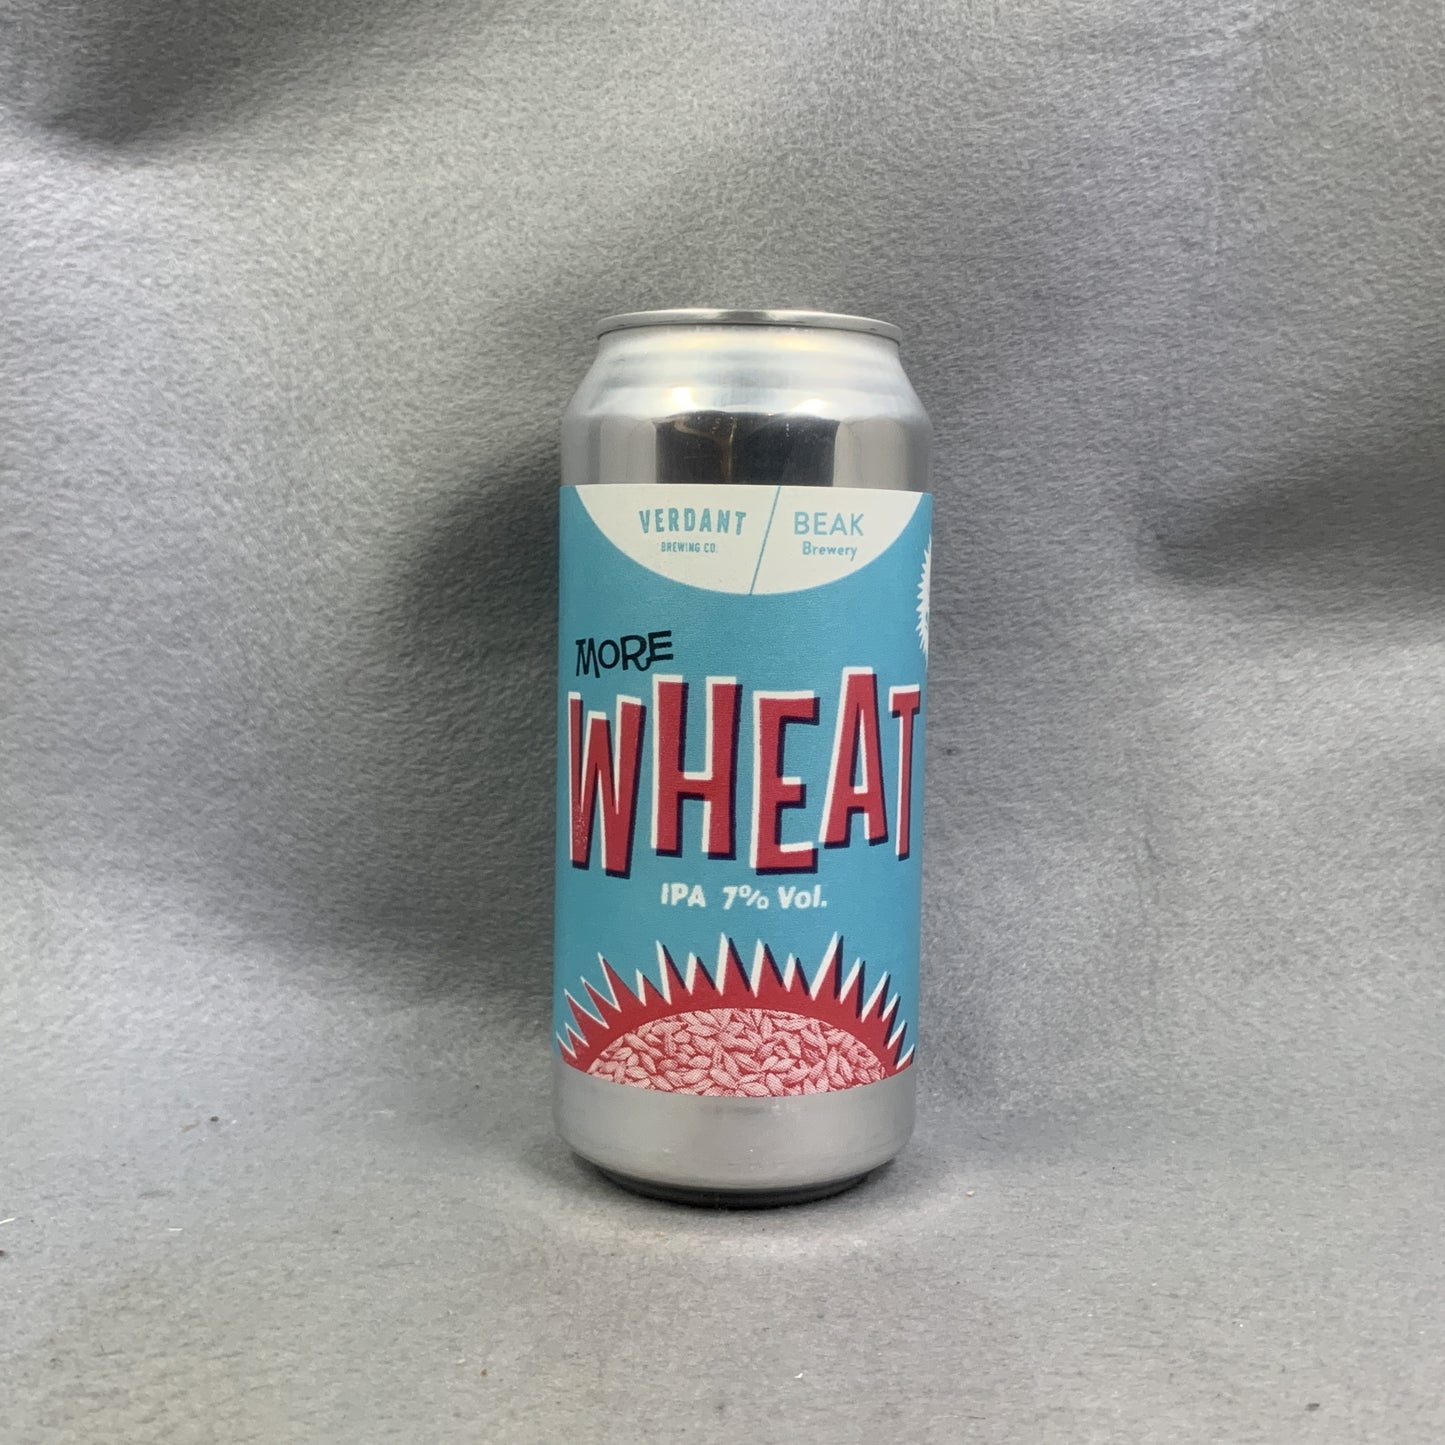 VERDANT
BREWING CO.
BEAK
Brewery
MORE
WHEAT
IPA 7% Vol.